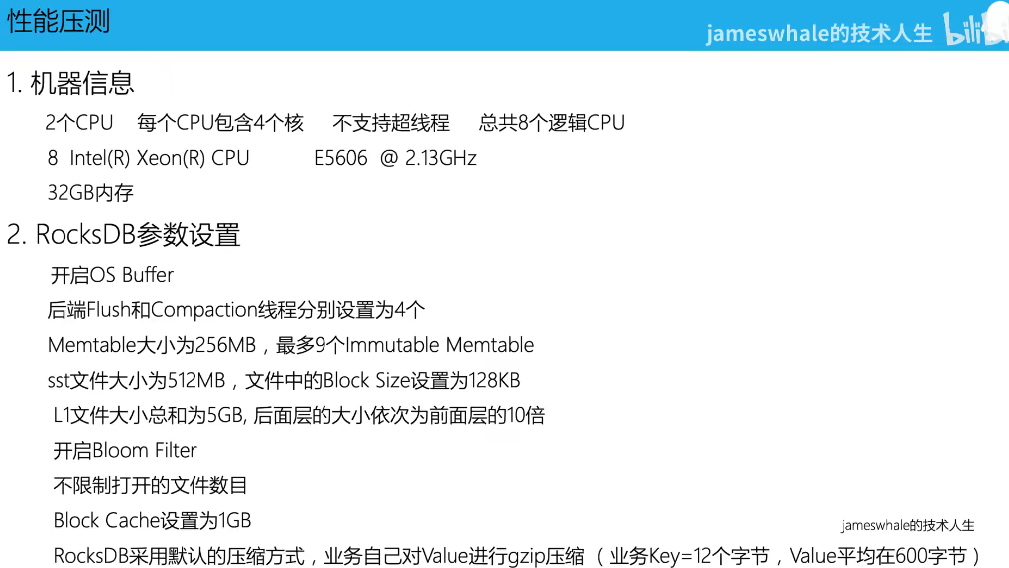 性能压测
jameswhale的技术人生 bilibili
1. 机器信息
2个CPU 每个CPU包含4个核 不支持超线程 总共8个逻辑CPU
8 Intel(R) Xeon(R) CPU E5606 @ 2.13GHz
32GB内存
2. RocksDB参数设置
开启OS Buffer
后端Flush和Compaction线程分别设置为4个
Memtable大小为256MB，最多9个Immutable Memtable
sst文件大小为512MB，文件中的Block Size设置为128KB
L1文件大小总和为5GB, 后面层的大小依次为前面层的10倍
开启Bloom Filter
不限制打开的文件数目
Block Cache设置为1GB
jameswhale的技术人生
RocksDB采用默认的压缩方式，业务自己对Value进行gzip压缩（业务Key=12个字节，Value平均在600字节）